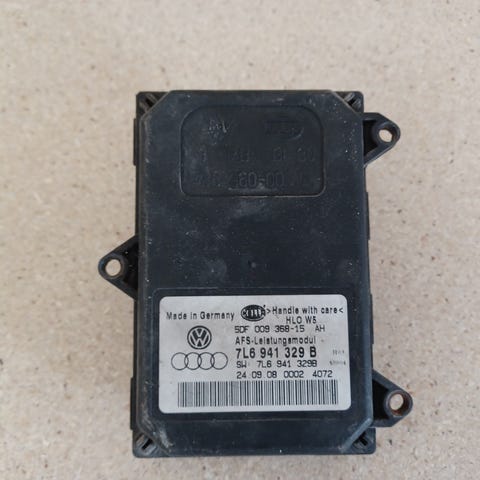 Made in Germany HELLA >Handle with care<
HLO W5
5DF 009 368-15 AH
AFS-Leistungsmodul
7L6 941 329 B
SW: 7L6 941 329B
24 09 08 0002 4072